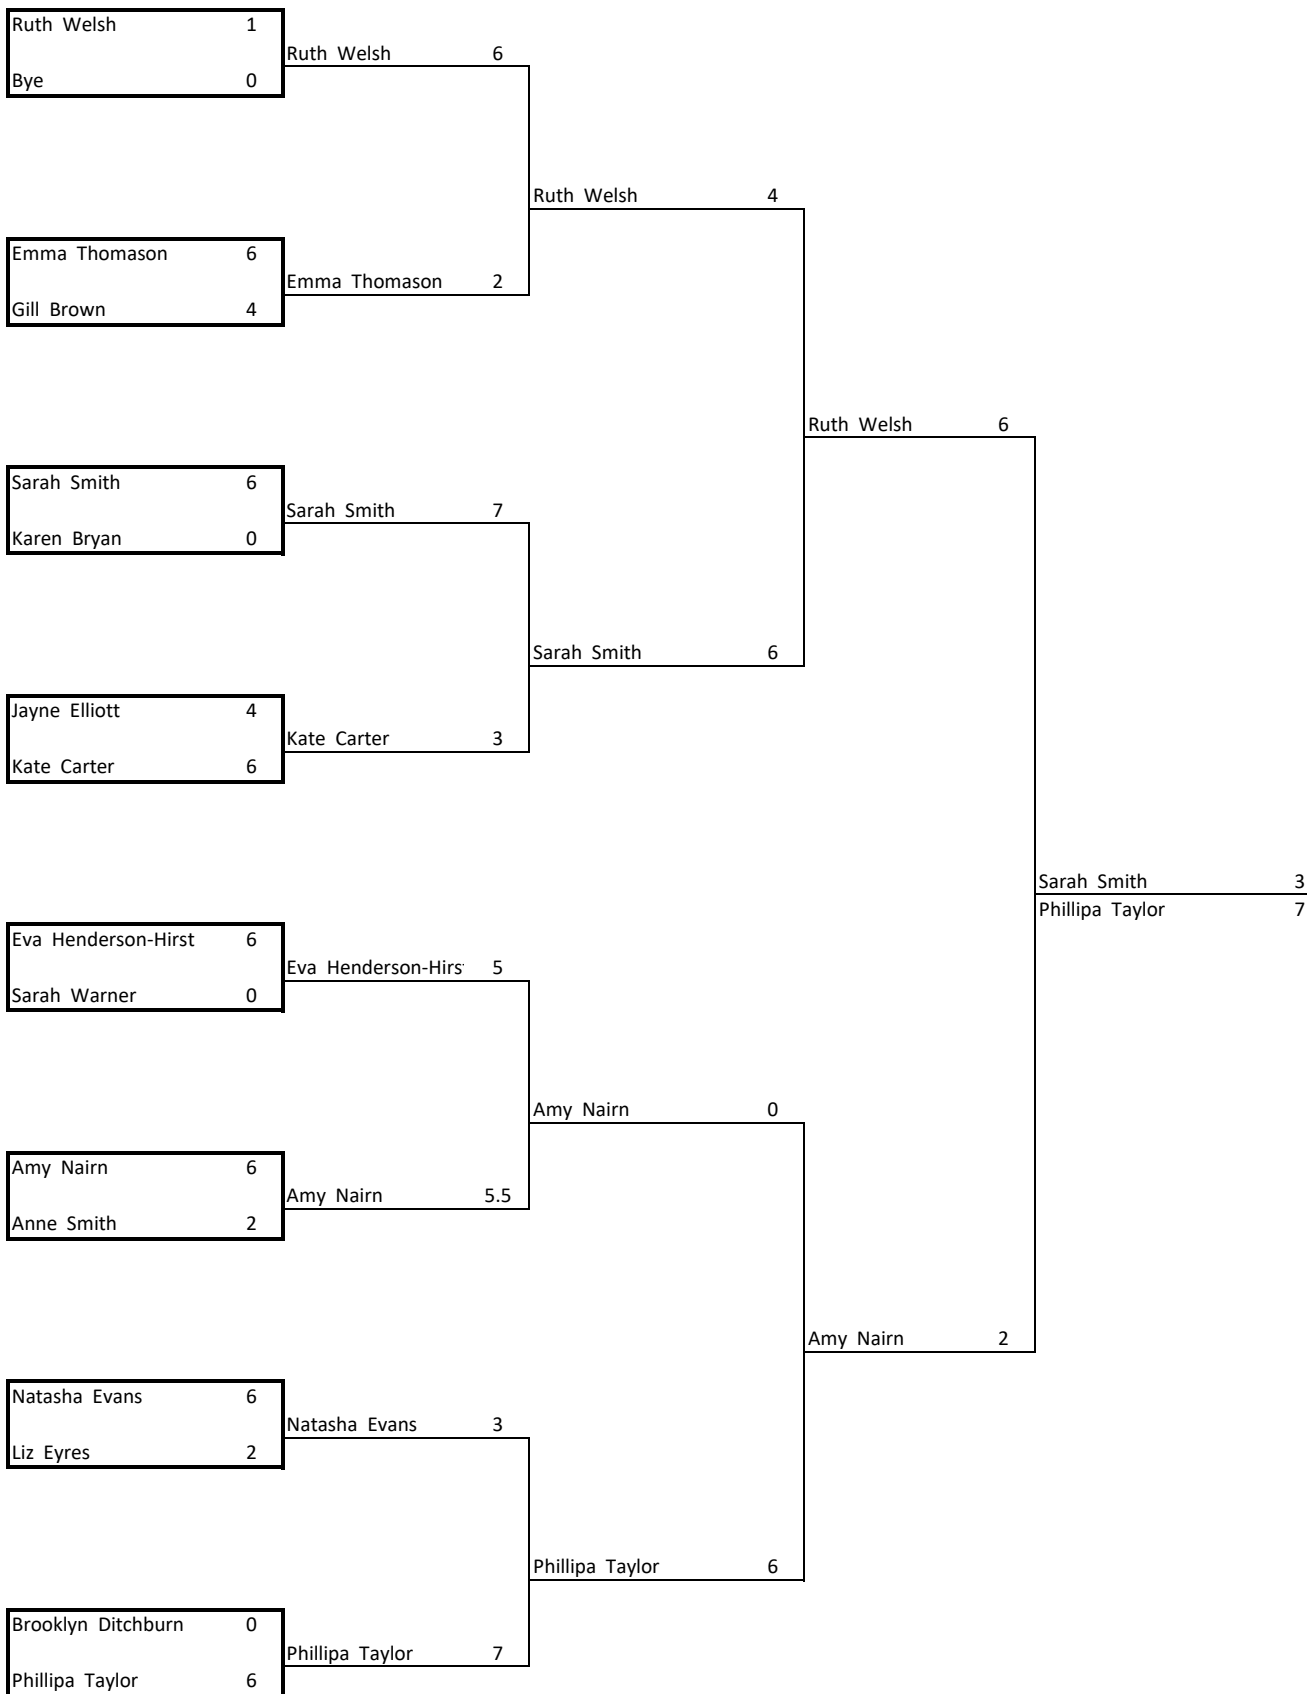 Ruth Welsh 1
Ruth Welsh 6
Bye 0
Ruth Welsh 4
Emma Thomason 6
Emma Thomason 2
Gill Brown 4
Ruth Welsh 6
Sarah Smith 6
Sarah Smith 7
Karen Bryan 0
Sarah Smith 6
Jayne Elliott 4
Kate Carter 3
Kate Carter 6
Sarah Smith 3
Phillipa Taylor 7
Eva Henderson-Hirst 6
Eva Henderson-Hirs 5
Sarah Warner 0
Amy Nairn 0
Amy Nairn 6
Amy Nairn 5.5
Anne Smith 2
Amy Nairn 2
Natasha Evans 6
Natasha Evans 3
Liz Eyres 2
Phillipa Taylor 6
Brooklyn Ditchburn 0
Phillipa Taylor 7
Phillipa Taylor 6